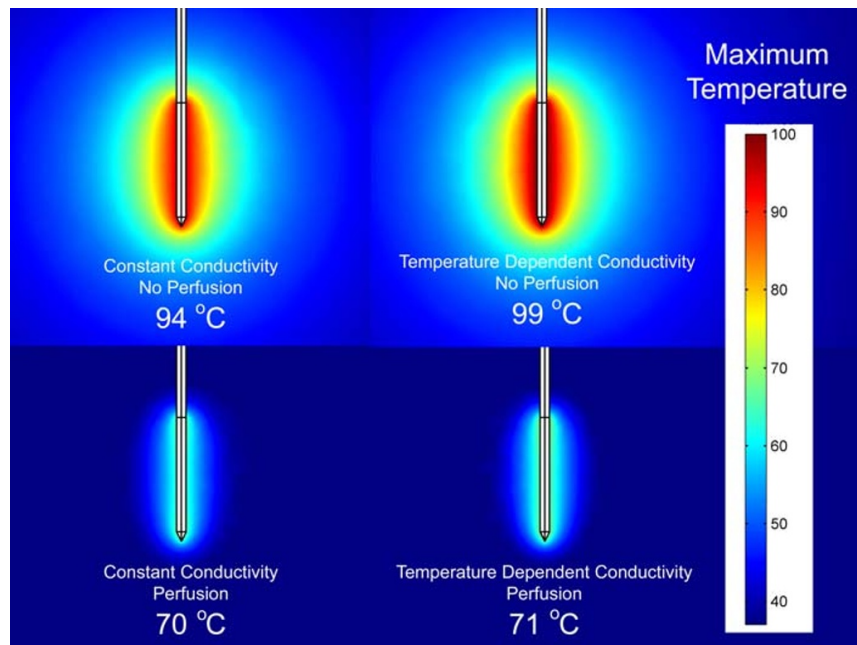 Maximum
Temperature
100
90
80
70
60
50
40
Constant Conductivity
No Perfusion
94 °C
Temperature Dependent Conductivity
No Perfusion
99 °C
Constant Conductivity
Perfusion
70 °C
Temperature Dependent Conductivity
Perfusion
71 °C